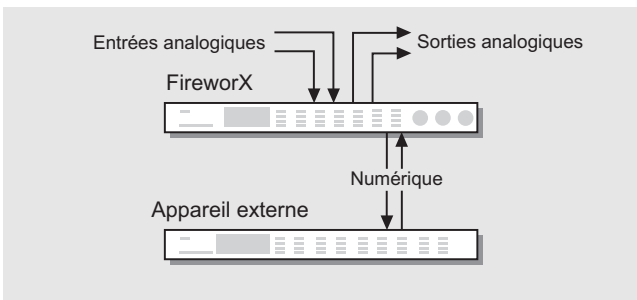 Entrées analogiques
Sorties analogiques
FireworX
Numérique
Appareil externe